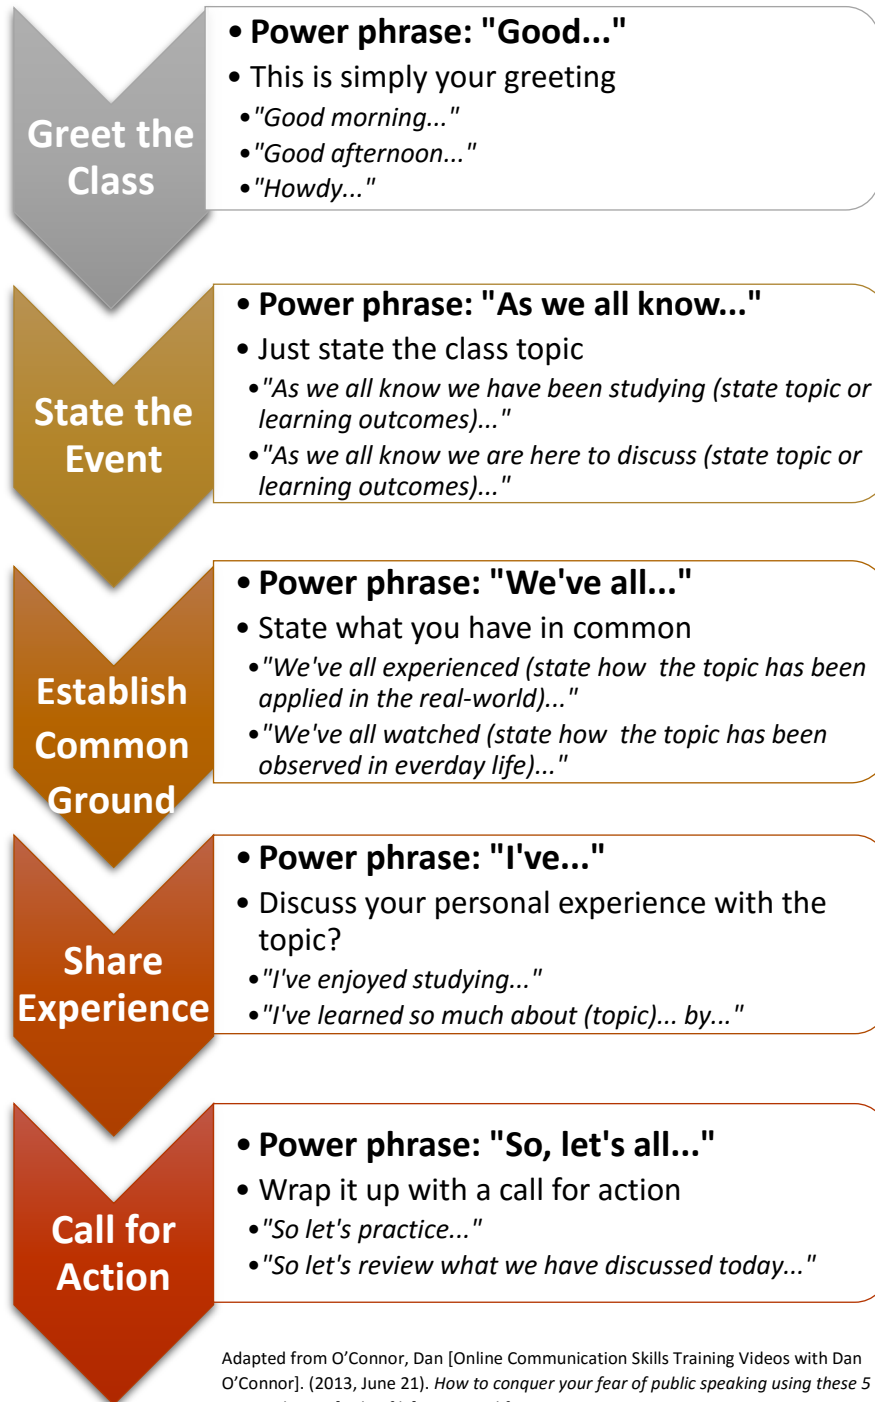 Greet the
Class
• Power phrase: "Good..."
• This is simply your greeting
•"Good morning..."
•"Good afternoon..."
•"Howdy..."
State the
Event
• Power phrase: "As we all know..."
• Just state the class topic
•"As we all know we have been studying (state topic or
learning outcomes)..."
•"As we all know we are here to discuss (state topic or
learning outcomes)..."
Establish
Common
Ground
• Power phrase: "We've all..."
• State what you have in common
•"We've all experienced (state how  the topic has been
applied in the real-world)..."
•"We've all watched (state how  the topic has been
observed in everday life)..."
Share
Experience
• Power phrase: "I've..."
• Discuss your personal experience with the
topic?
•"I've enjoyed studying..."
•"I've learned so much about (topic)... by..."
Call for
Action
• Power phrase: "So, let's all..."
• Wrap it up with a call for action
•"So let's practice..."
•"So let's review what we have discussed today..."
Adapted from O’Connor, Dan [Online Communication Skills Training Videos with Dan
O’Connor]. (2013, June 21). How to conquer your fear of public speaking using these 5